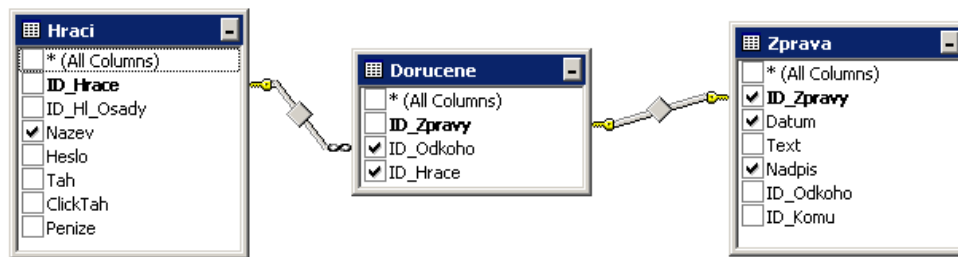 Hraci
* (All Columns)
ID_Hrace
ID_Hl_Osady
Nazev
Heslo
Tah
ClickTah
Penize
Dorucene
* (All Columns)
ID_Zpravy
ID_Odkoho
ID_Hrace
Zprava
* (All Columns)
ID_Zpravy
Datum
Text
Nadpis
ID_Odkoho
ID_Komu